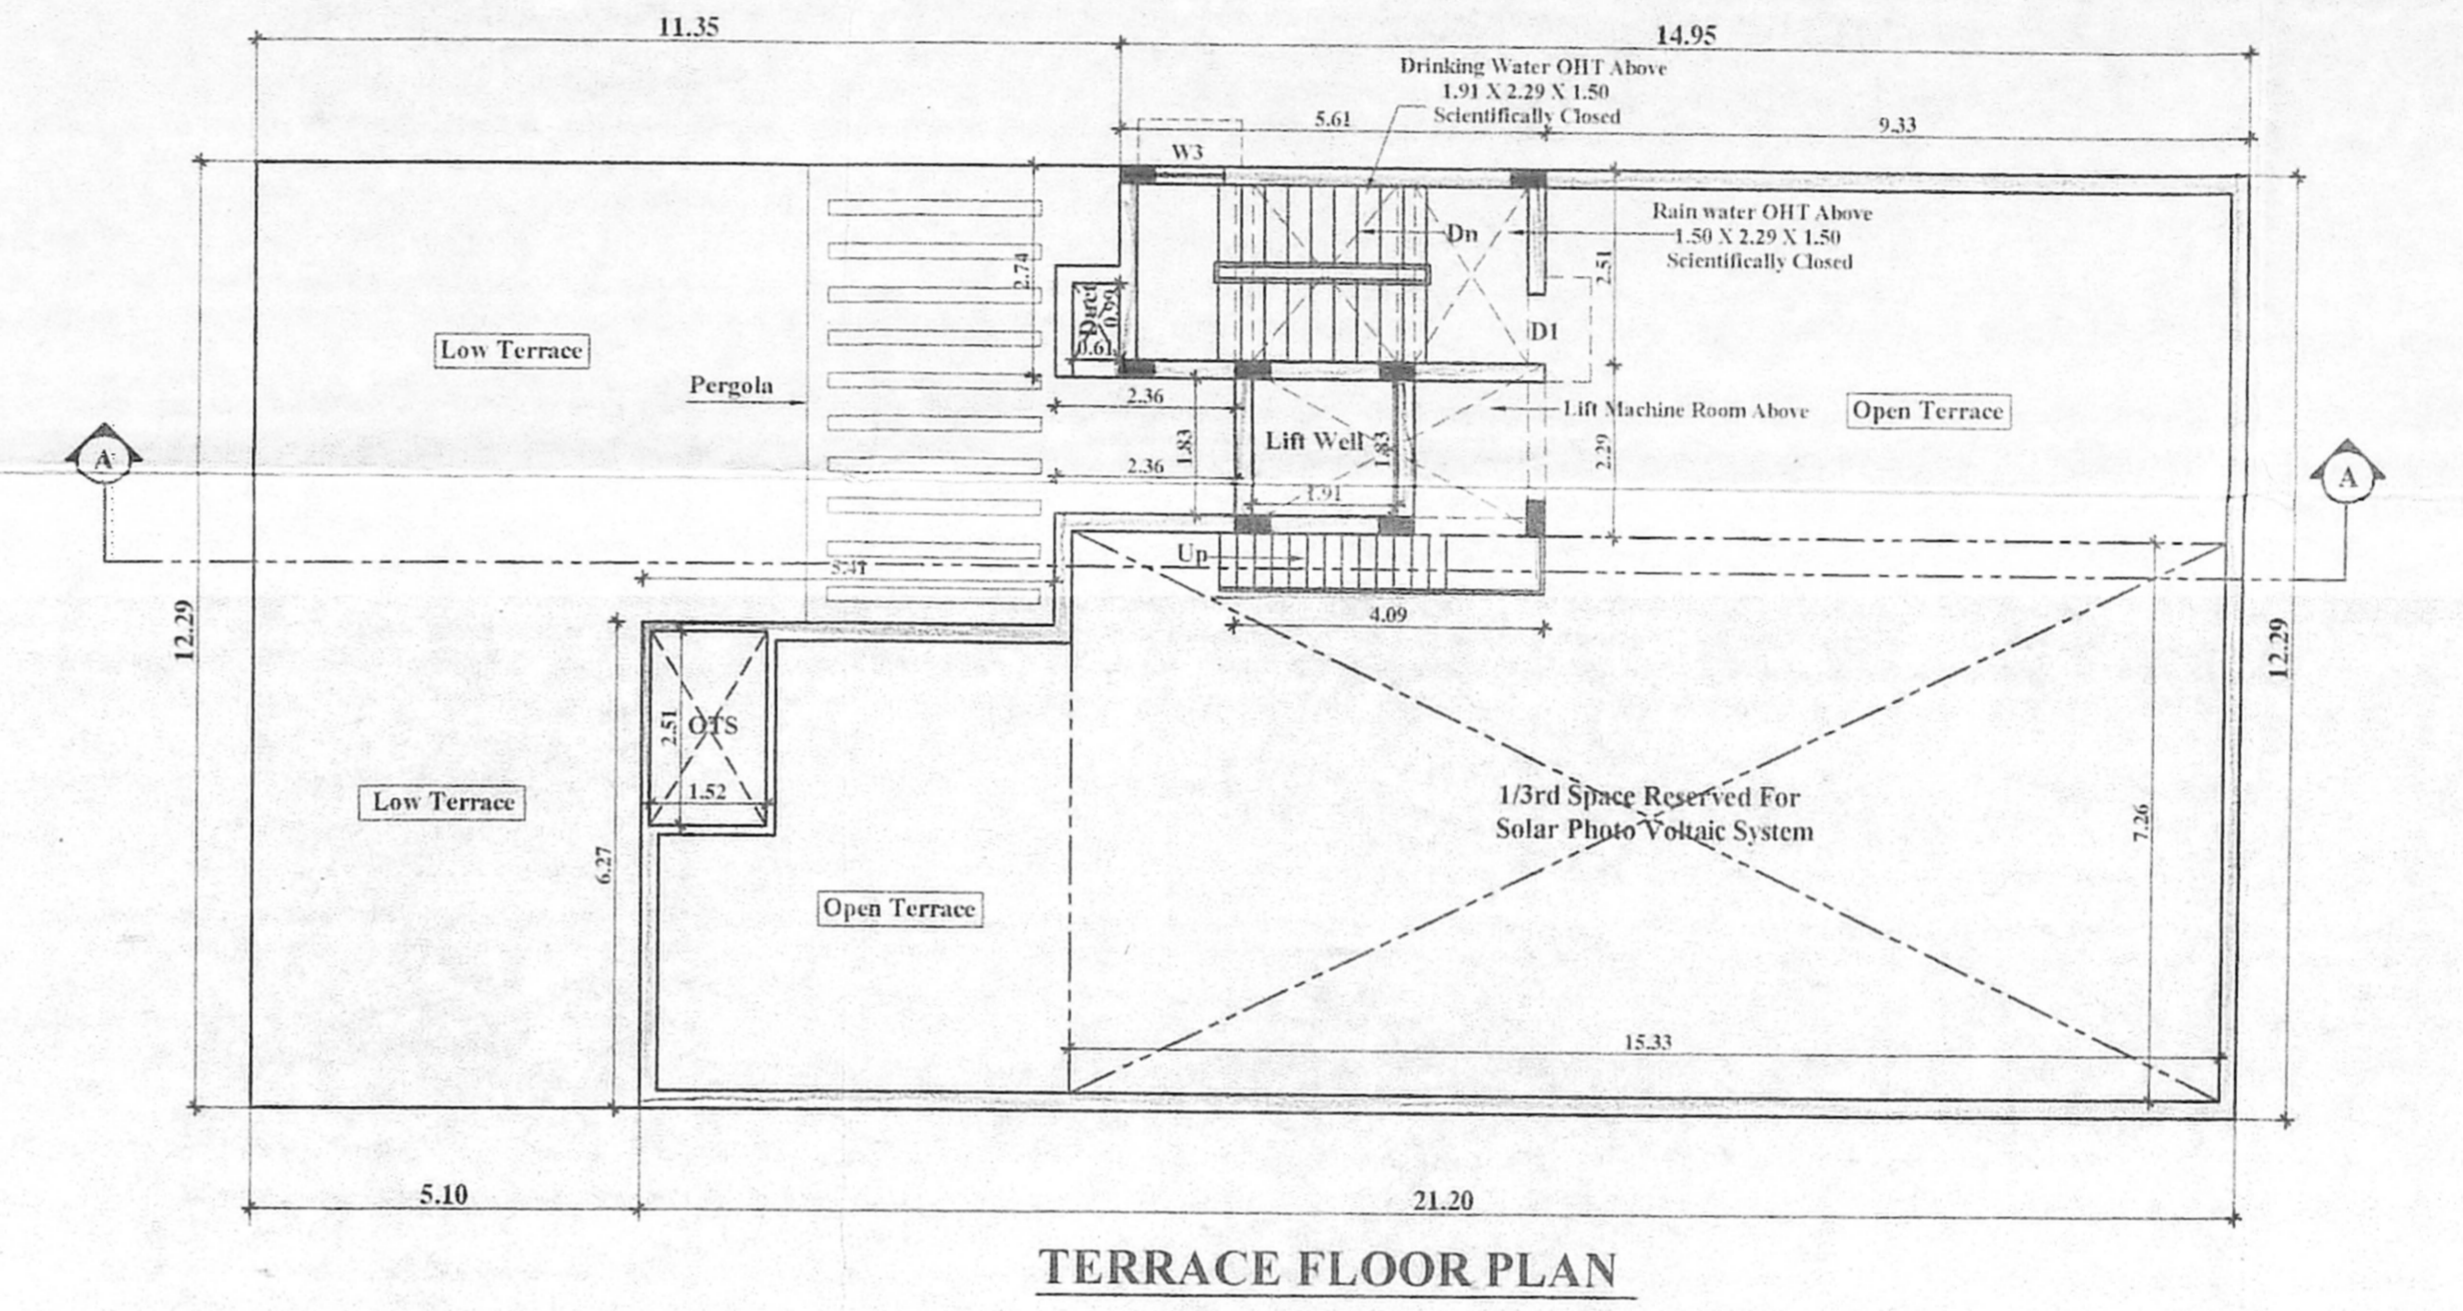 11.35
14.95
Drinking Water OHT Above
1.91 X 2.29 X 1.50
Scientifically Closed
5.61
9.33
W3
Rain water OHT Above
1.50 X 2.29 X 1.50
Scientifically Closed
Dn
2.51
2.74
Duct
0.99
0.61
D1
Low Terrace
Pergola
2.36
Lift Machine Room Above
Open Terrace
Lift Well
1.83
1.83
2.29
A
A
2.36
1.91
Up
5.41
4.09
12.29
12.29
2.51
OTS
1.52
Low Terrace
1/3rd Space Reserved For
Solar Photo Voltaic System
7.26
6.27
Open Terrace
15.33
5.10
21.20
TERRACE FLOOR PLAN